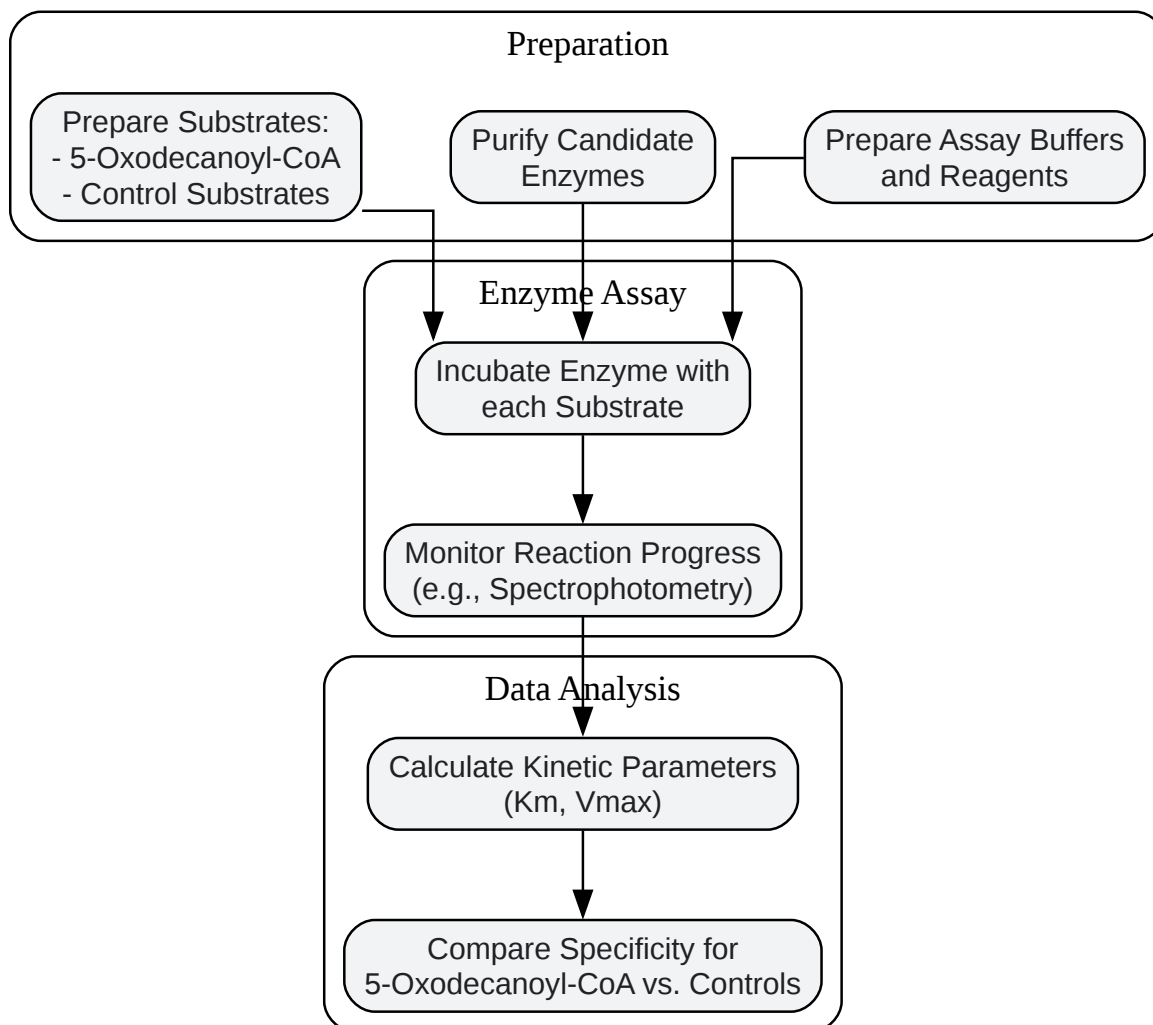 Preparation
Prepare Substrates:
- 5-Oxodecanoyl-CoA
- Control Substrates
Purify Candidate
Enzymes
Prepare Assay Buffers
and Reagents
Enzyme Assay
Incubate Enzyme with
each Substrate
Monitor Reaction Progress
(e.g., Spectrophotometry)
Data Analysis
Calculate Kinetic Parameters
(Km, Vmax)
Compare Specificity for
5-Oxodecanoyl-CoA vs. Controls